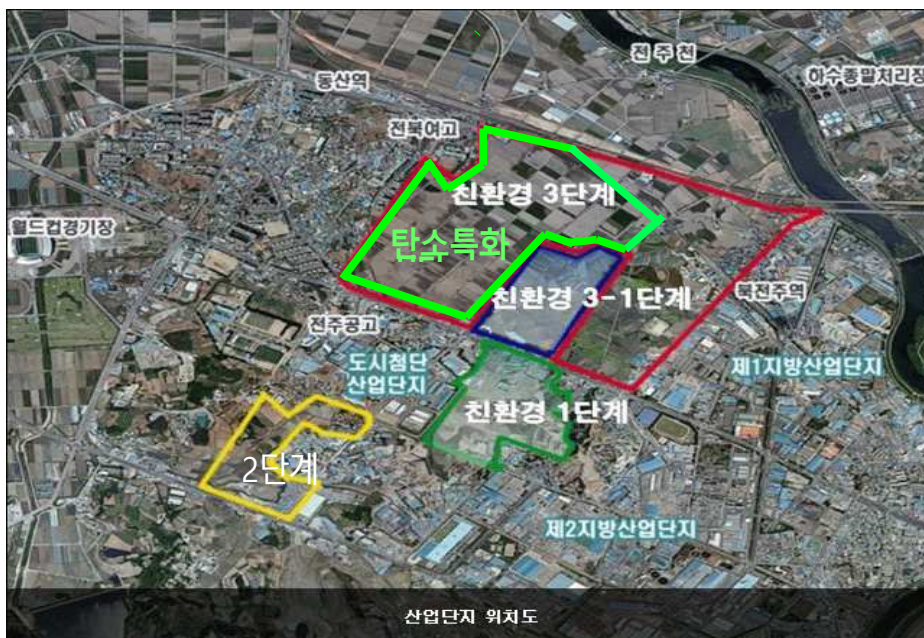 전주천
하수종말처리장
동산역
전북여고
친환경 3단계
월드컵경기장
탄소특화
친환경 3-1단계
북전주역
전주공고
도시첨단
산업단지
제1지방산업단지
친환경 1단계
2단계
제2지방산업단지
산업단지 위치도